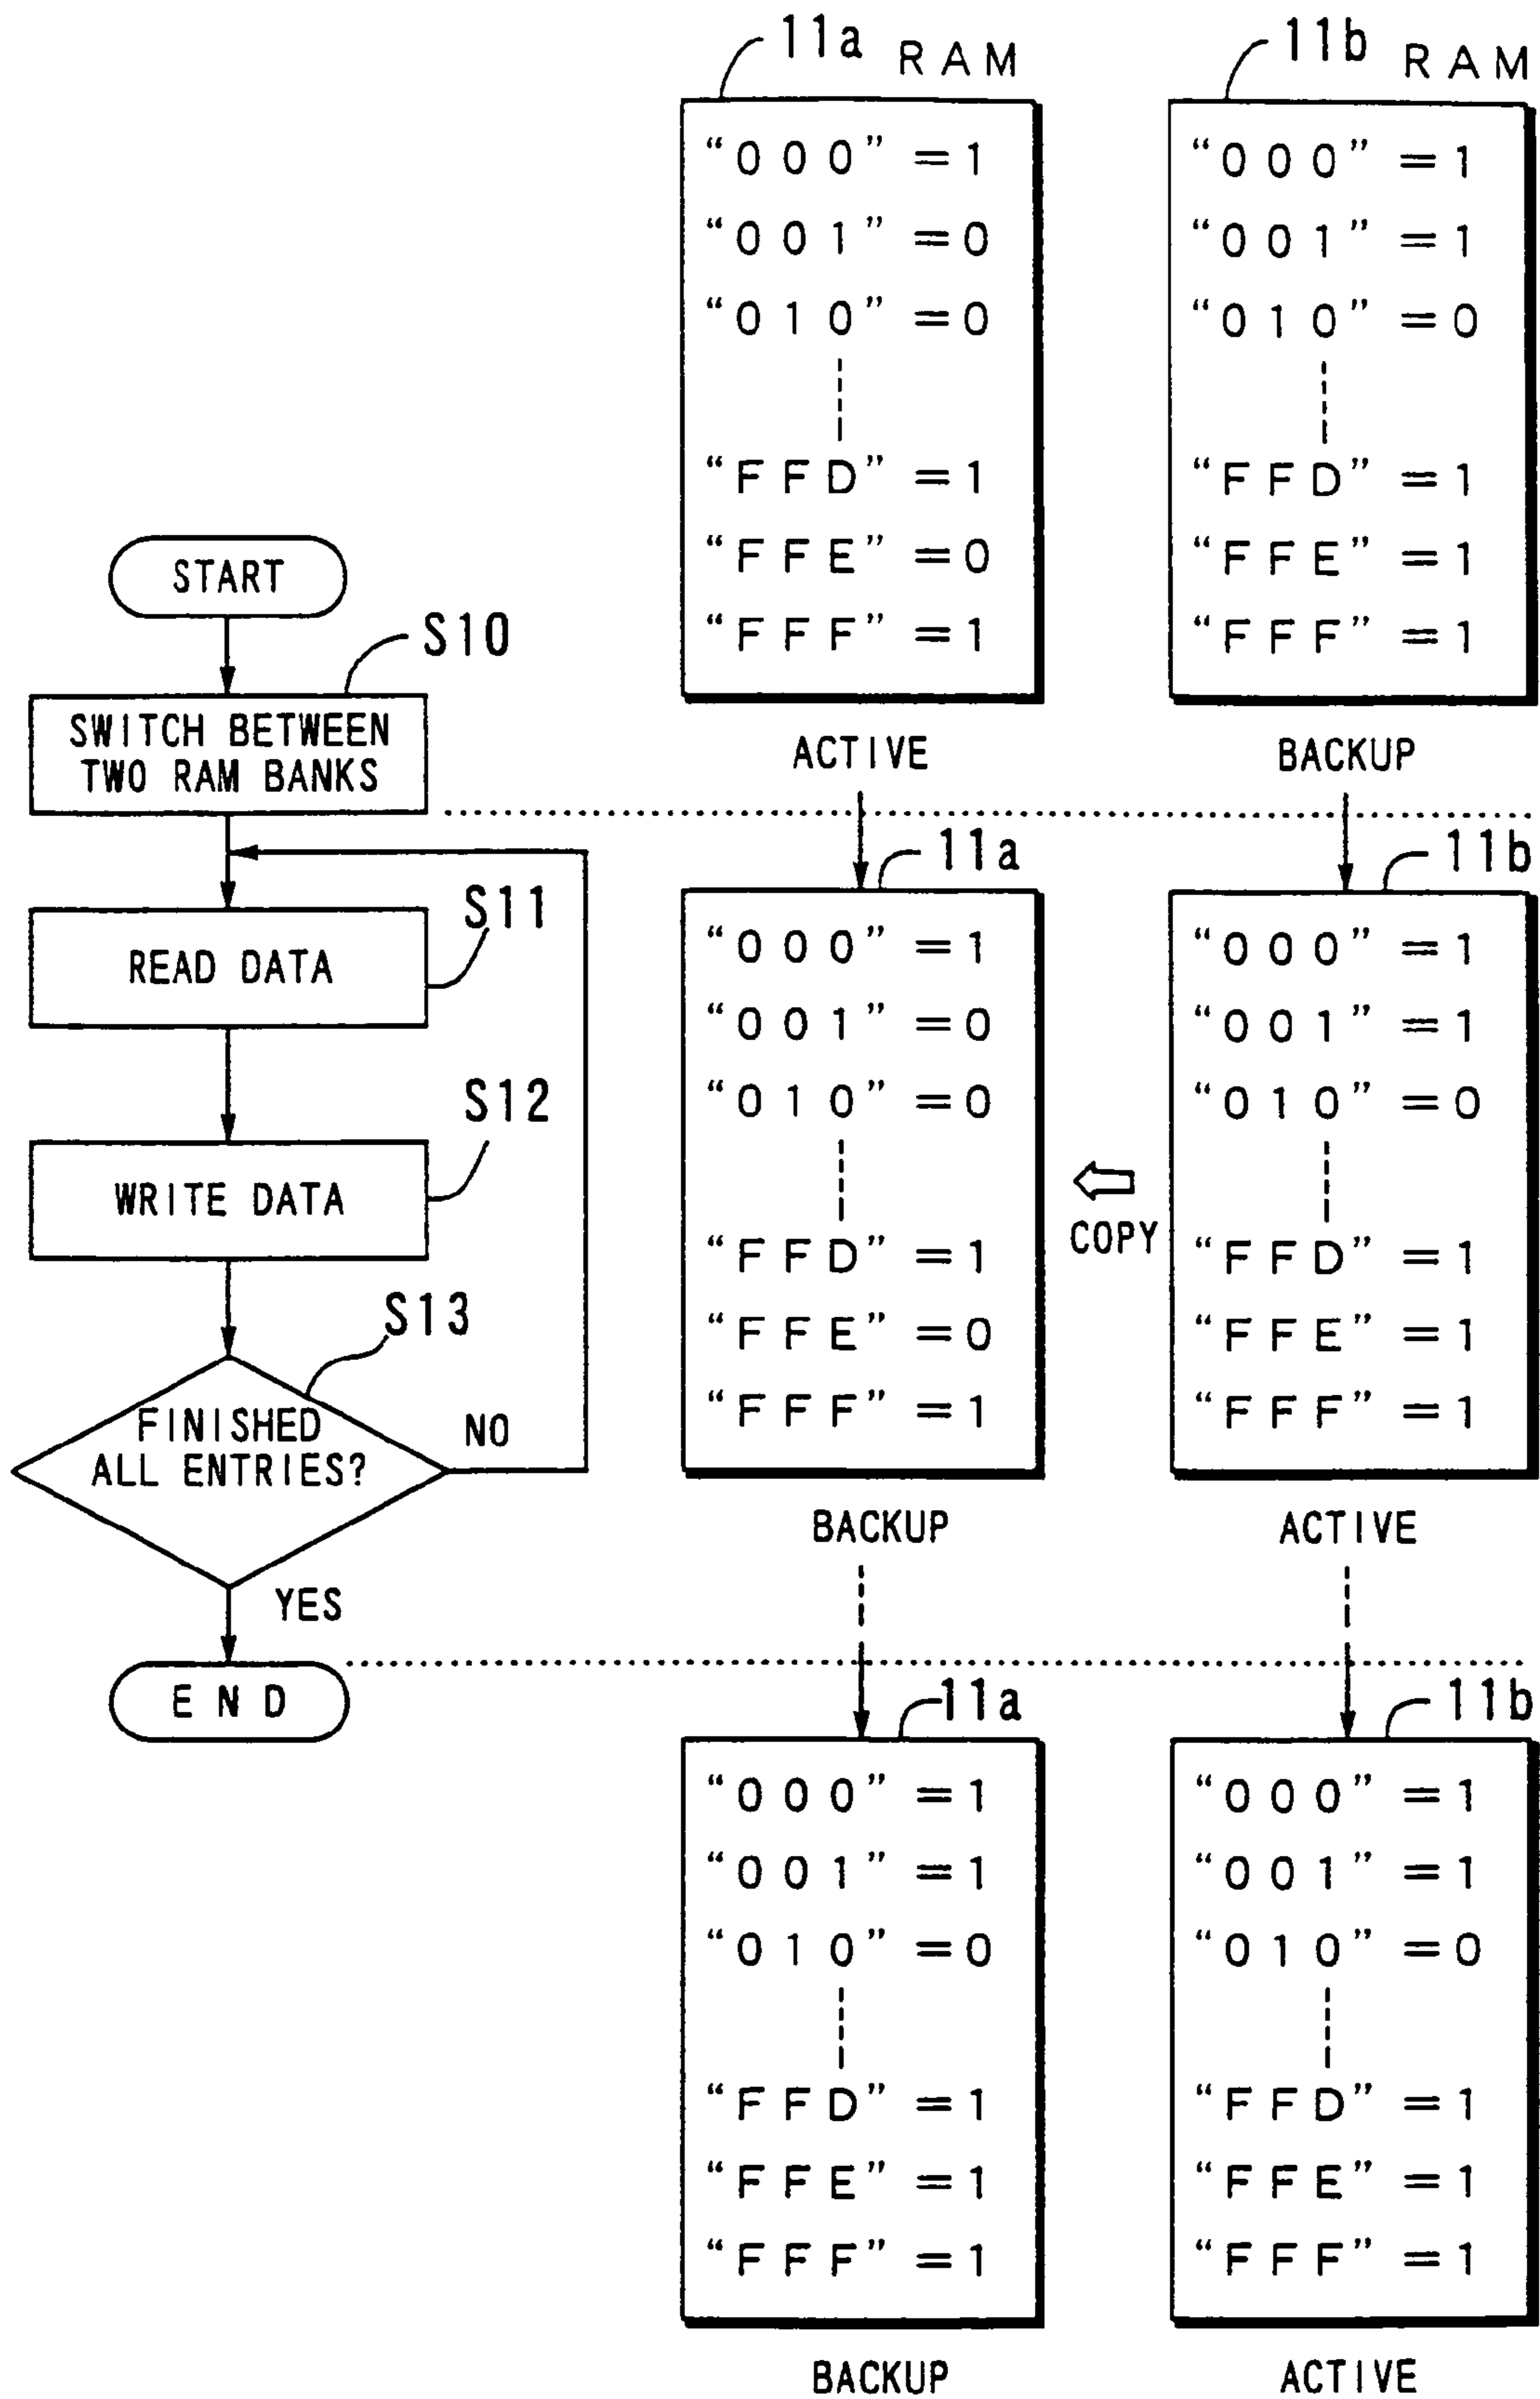 11a RAM
"000" =1
"001" =0
"010" =0
"FFD" =1
"FFE" =0
"FFF" =1
ACTIVE
11b RAM
"000" =1
"001" =1
"010" =0
"FFD" =1
"FFE" =1
"FFF" =1
BACKUP
START
S10
SWITCH BETWEEN
TWO RAM BANKS
S11
READ DATA
S12
WRITE DATA
S13
FINISHED
ALL ENTRIES?
NO
YES
END
11a
"000" =1
"001" =0
"010" =0
"FFD" =1
"FFE" =0
"FFF" =1
BACKUP
COPY
11b
"000" =1
"001" =1
"010" =0
"FFD" =1
"FFE" =1
"FFF" =1
ACTIVE
11a
"000" =1
"001" =1
"010" =0
"FFD" =1
"FFE" =1
"FFF" =1
BACKUP
11b
"000" =1
"001" =1
"010" =0
"FFD" =1
"FFE" =1
"FFF" =1
ACTIVE